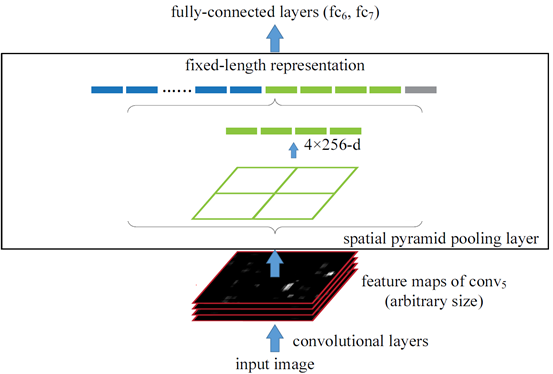 fully-connected layers (fc6, fc7)
fixed-length representation
......
4×256-d
spatial pyramid pooling layer
feature maps of conv5
(arbitrary size)
convolutional layers
input image